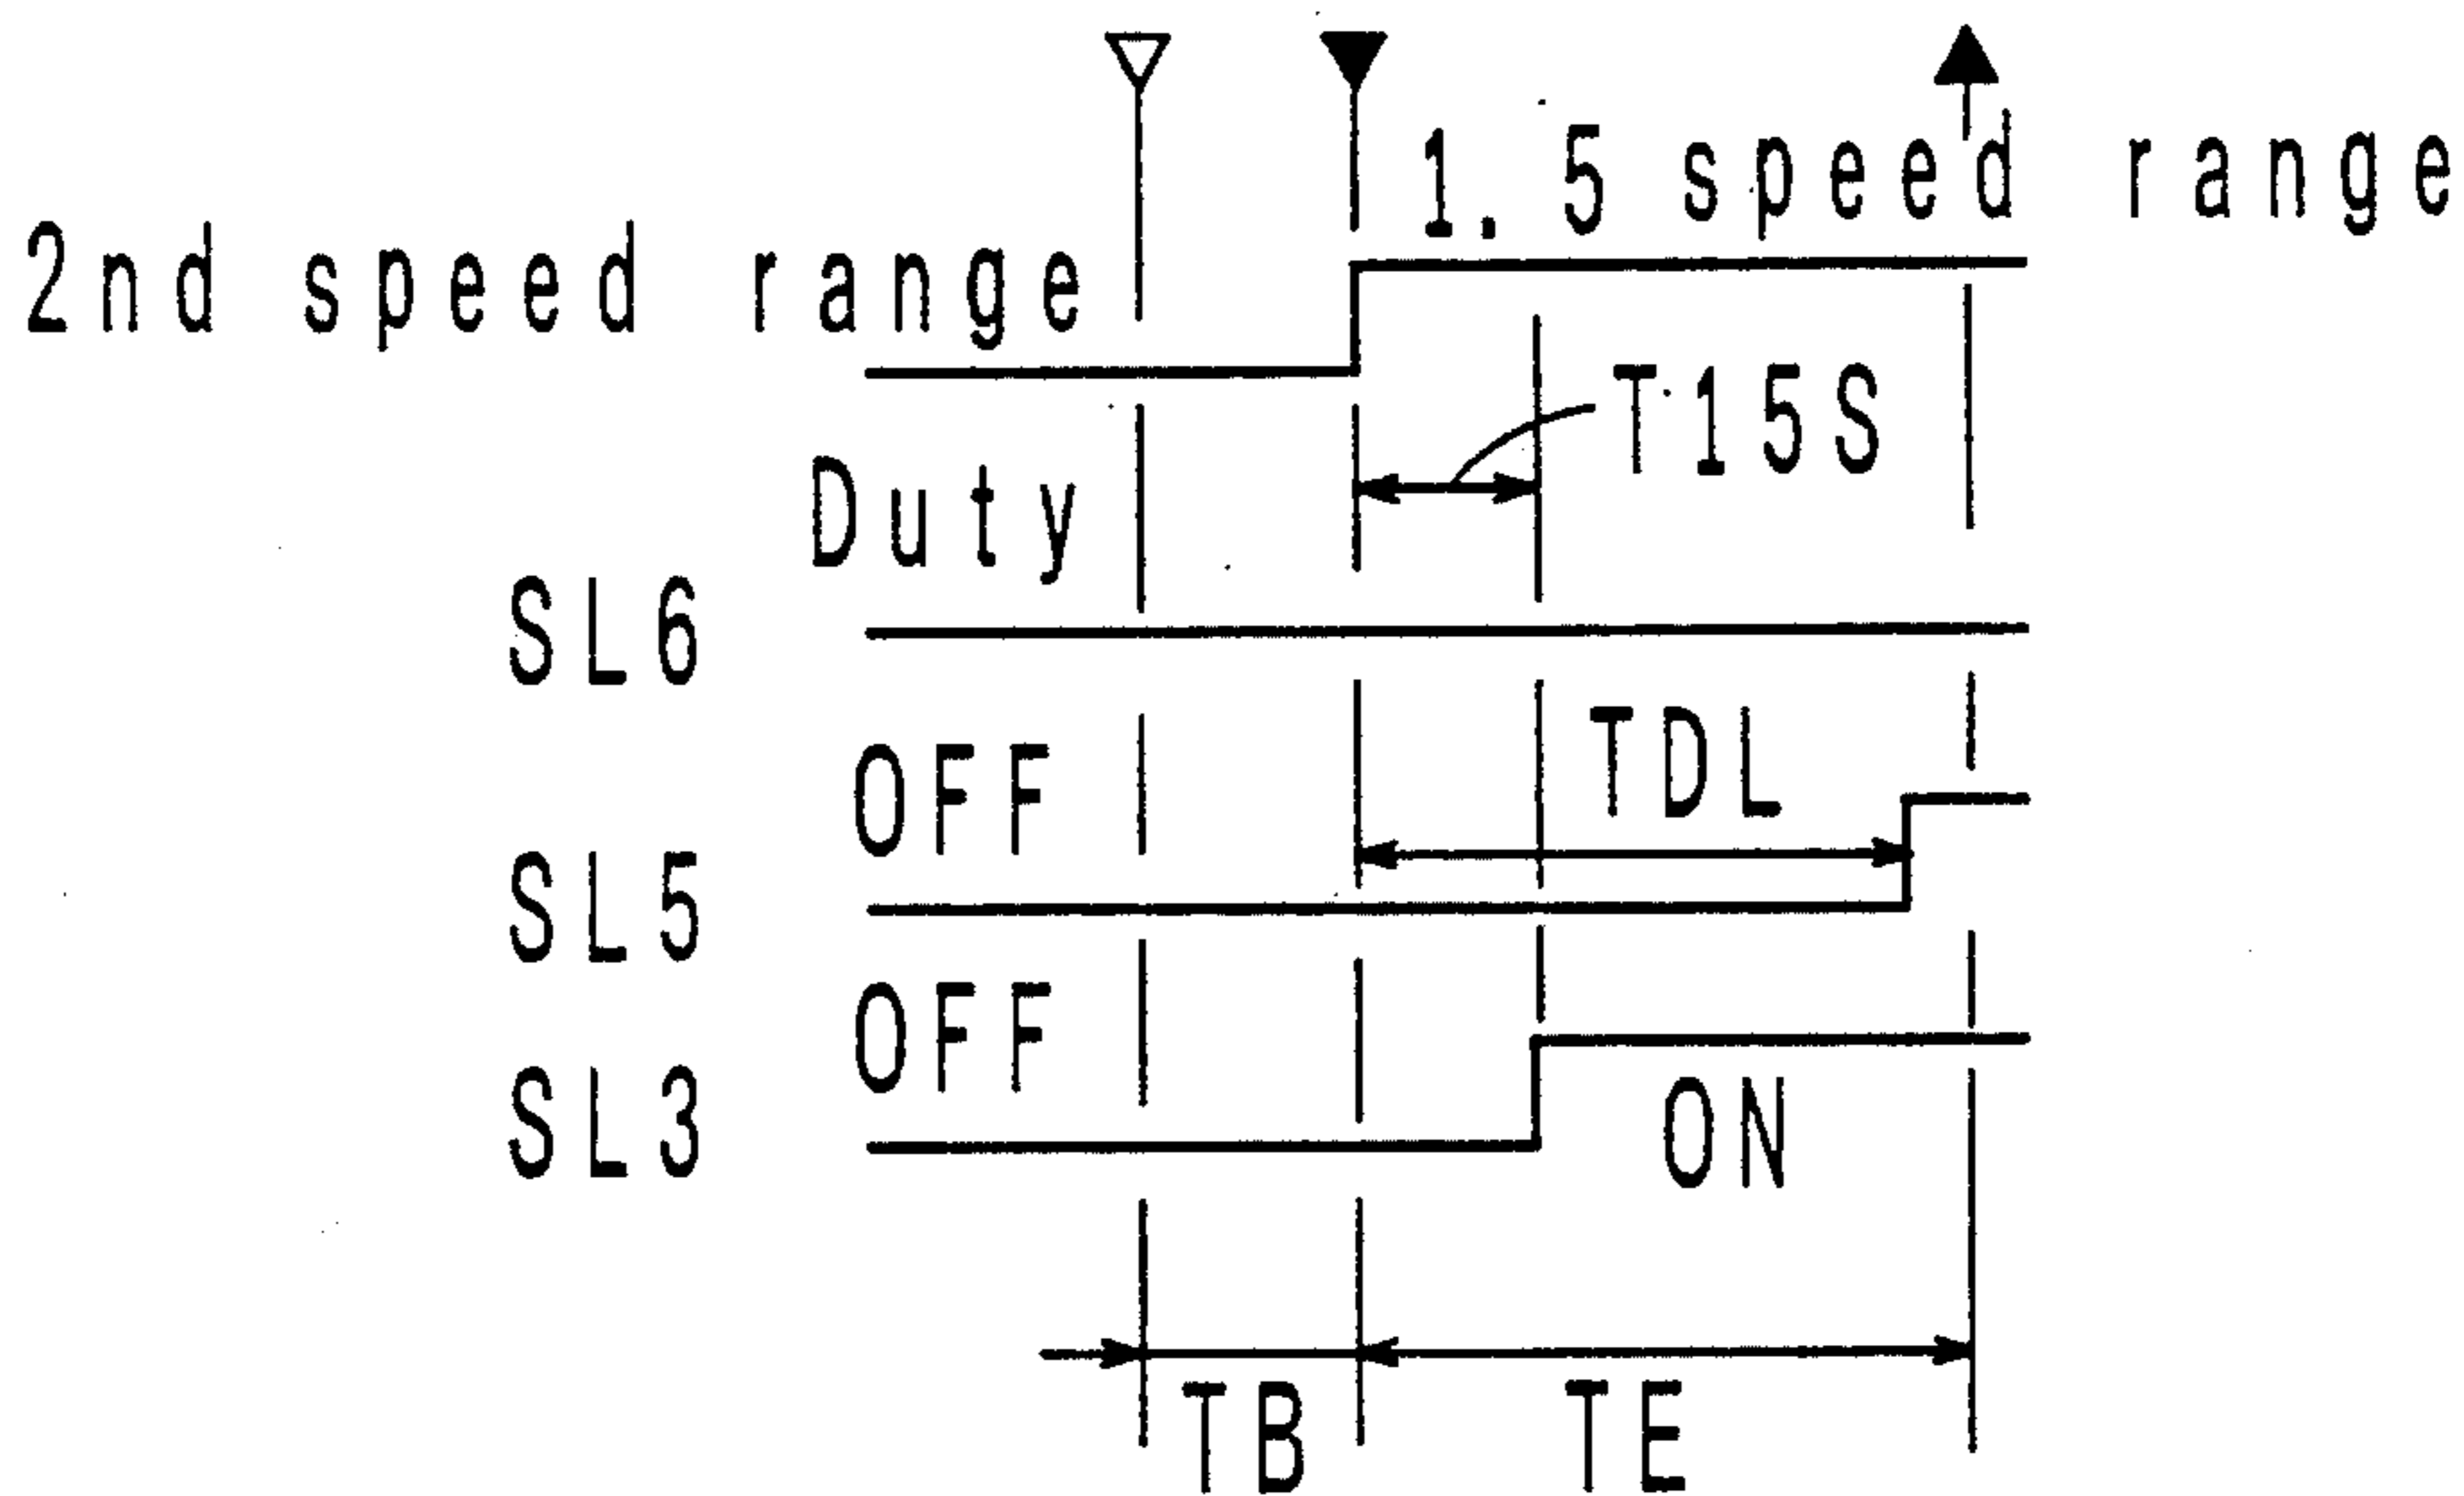 1.5 speed range
2nd speed range
T15S
Duty
SL6
TDL
OFF
SL5
OFF
SL3
ON
TB
TE